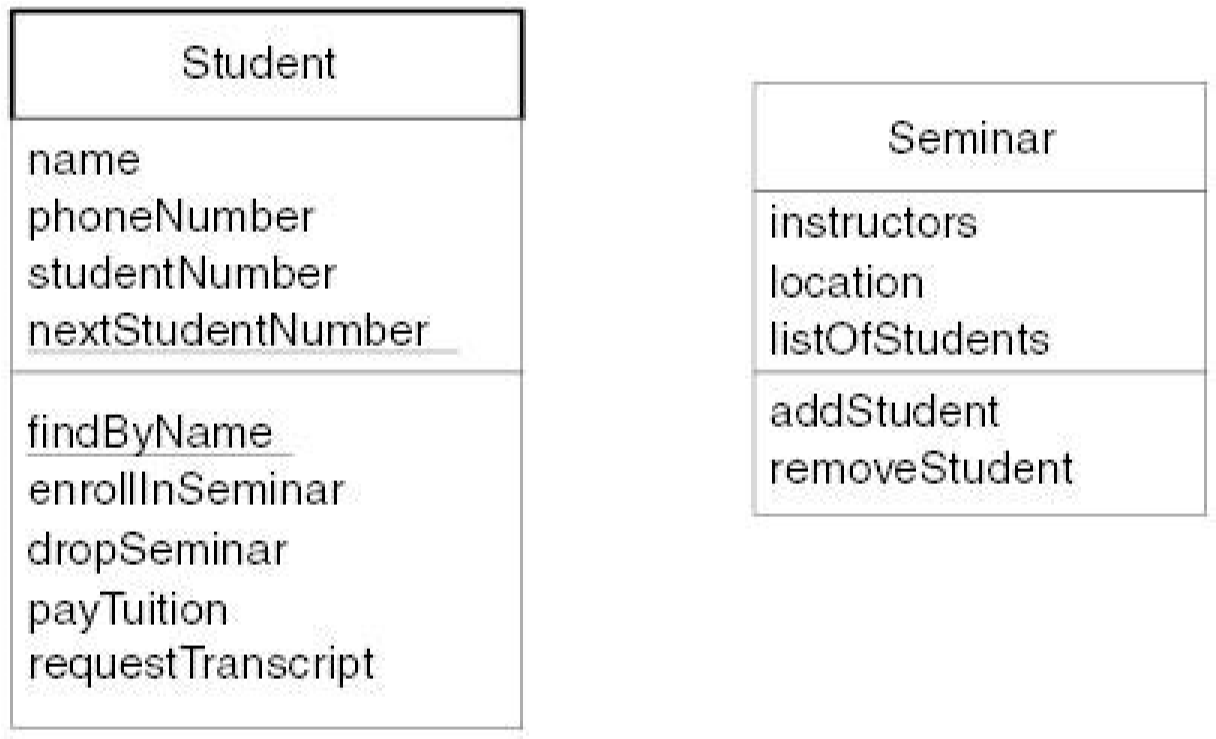 Student
name
phoneNumber
studentNumber
nextStudentNumber
findByName
enrollInSeminar
dropSeminar
payTuition
requestTranscript
Seminar
instructors
location
listOfStudents
addStudent
removeStudent